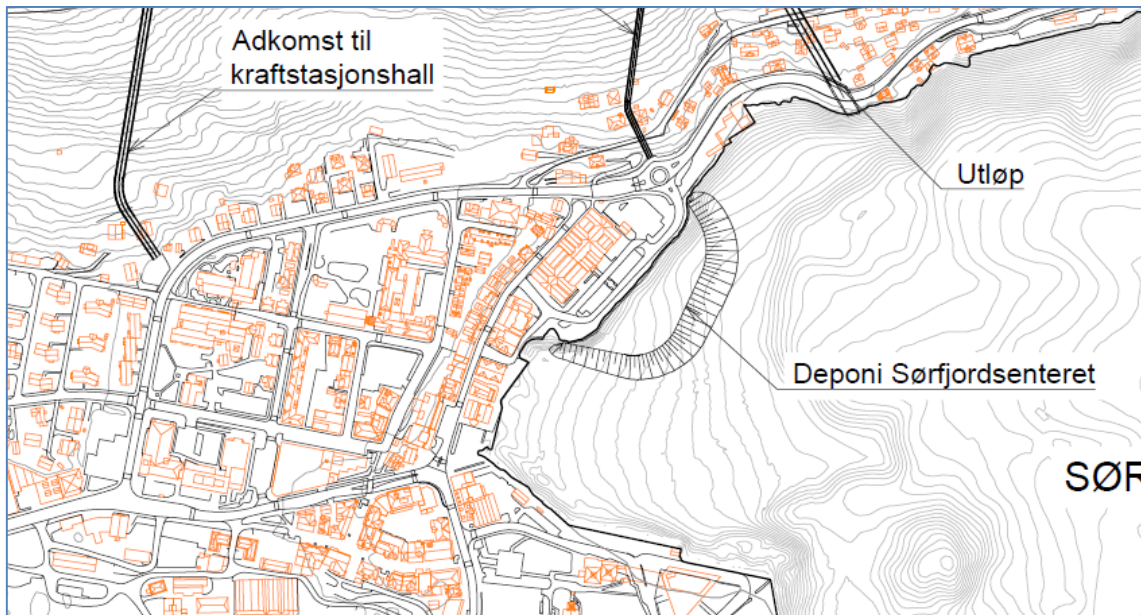 Adkomst til
kraftstasjonshall
Utløp
Deponi Sørfjordsenteret
SØR